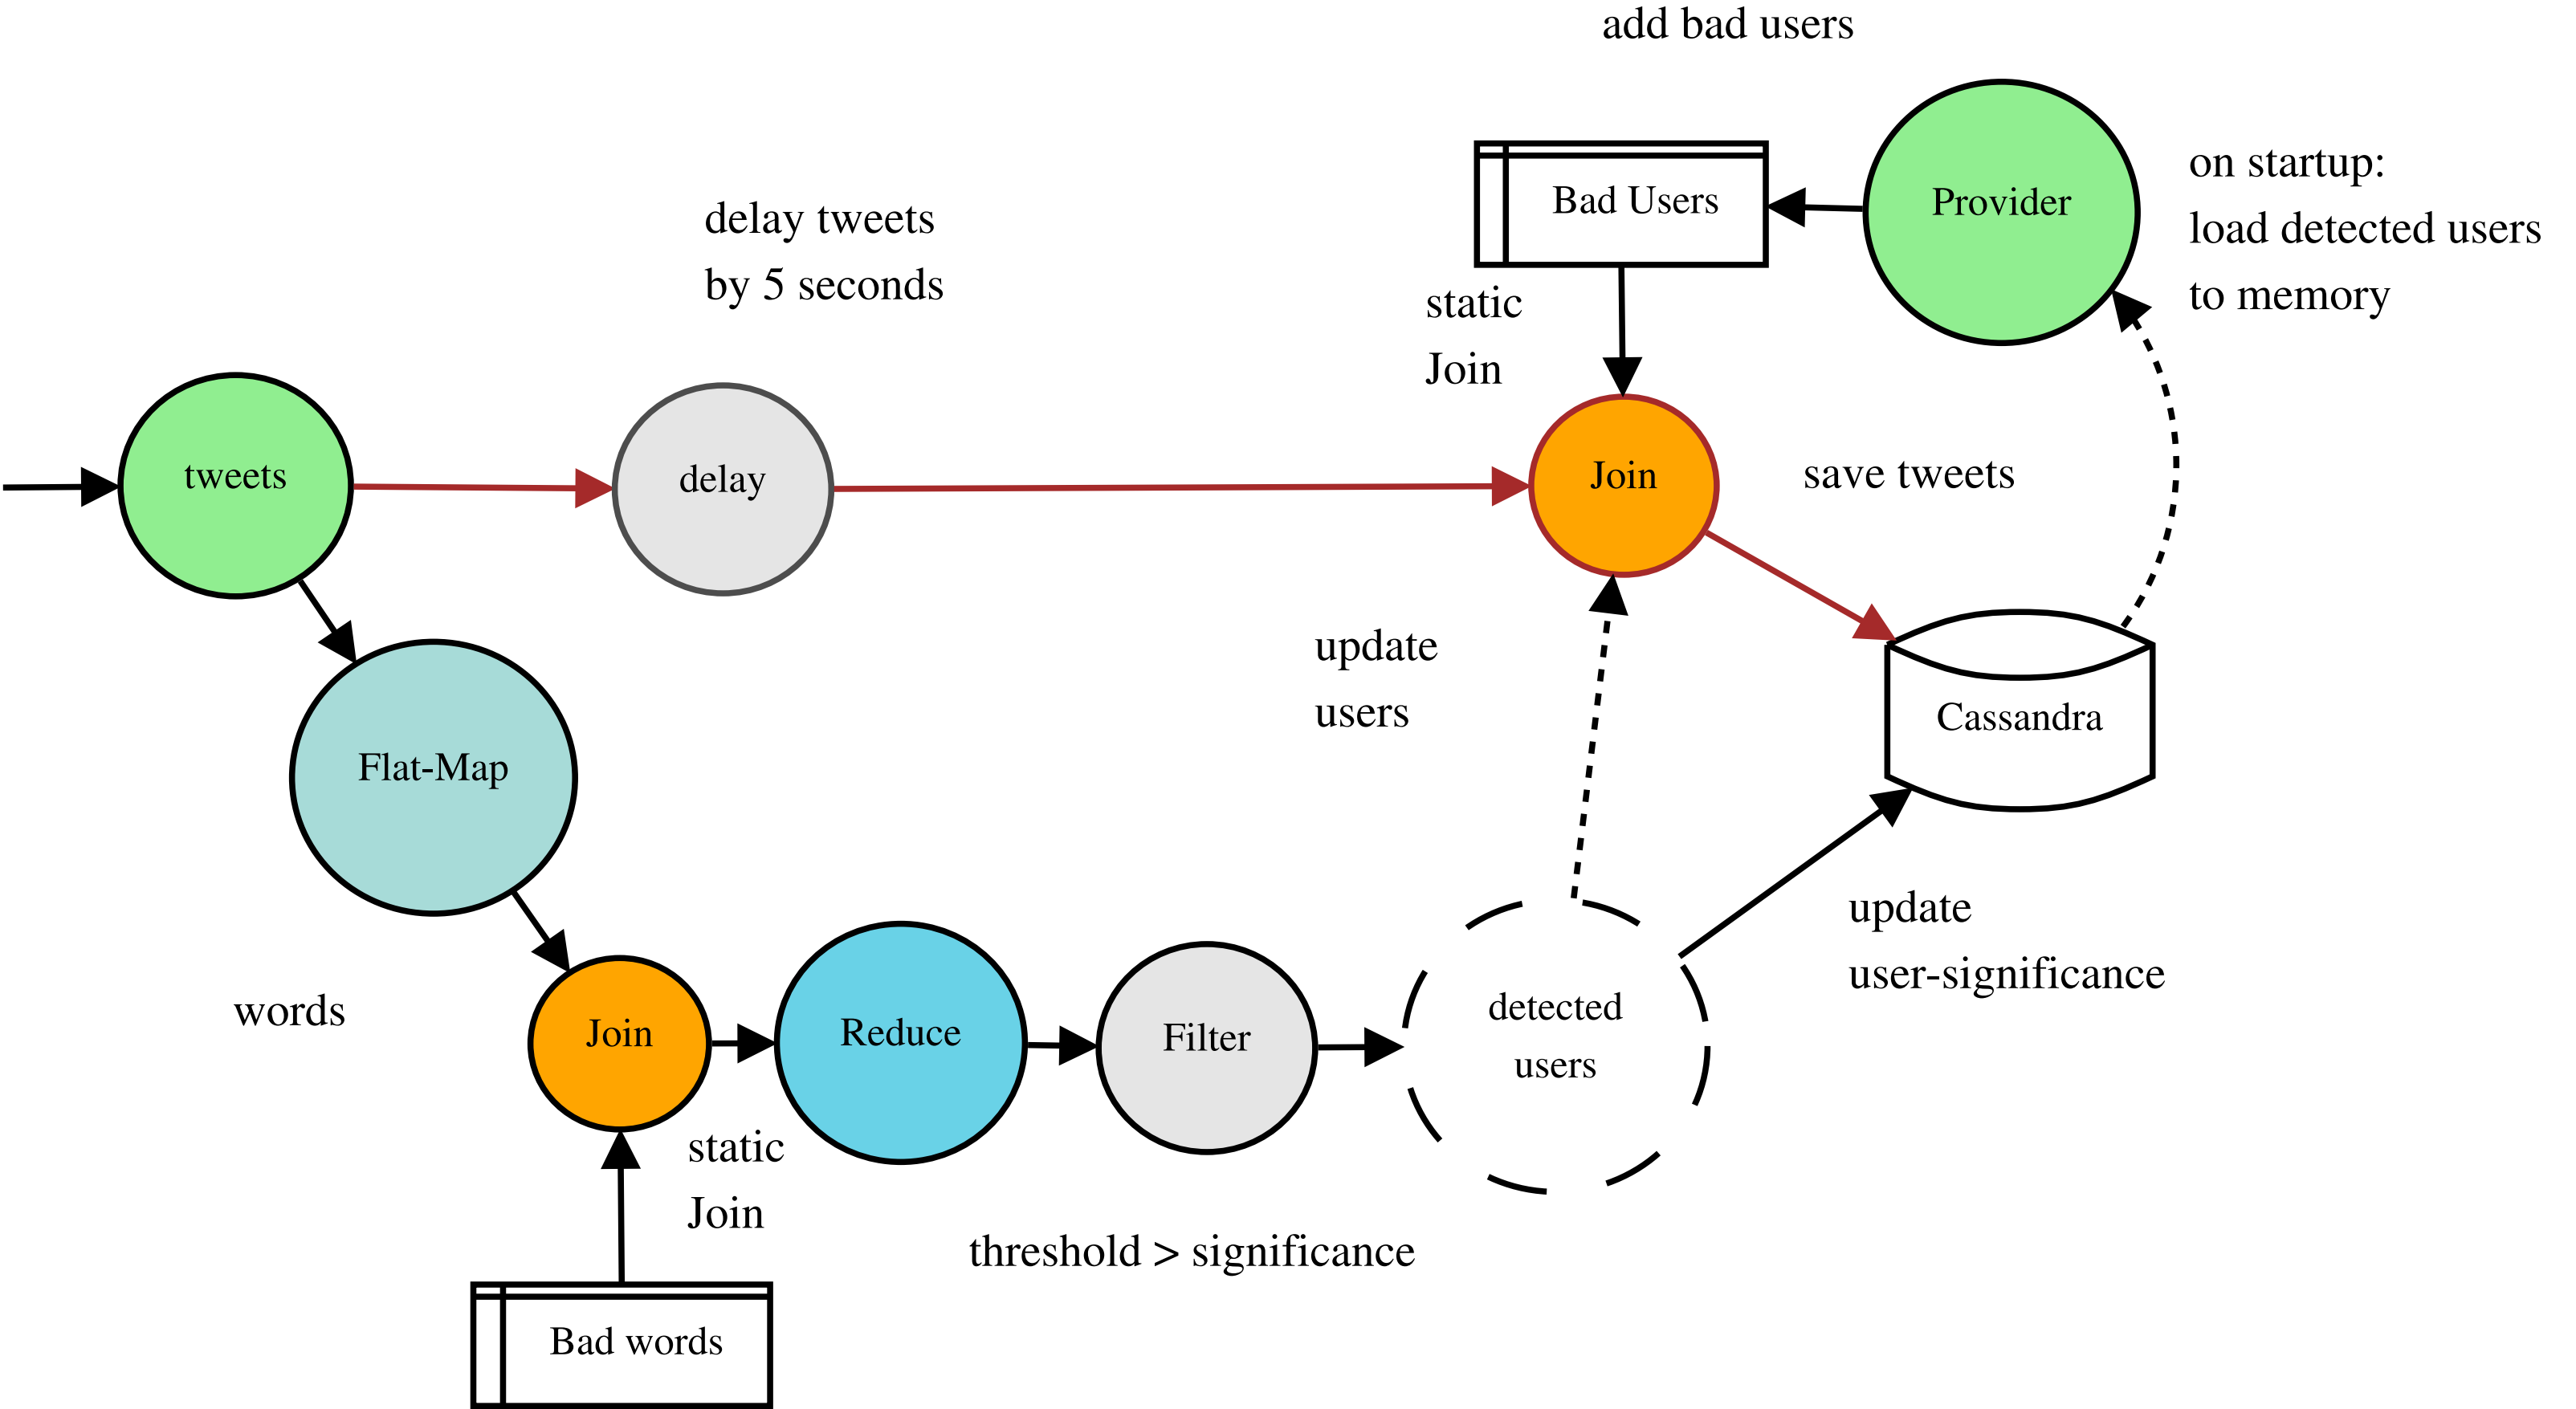 add bad users
on startup:
load detected users
to memory
Bad Users
Provider
delay tweets
by 5 seconds
static
Join
tweets
delay
Join
save tweets
update
users
Flat-Map
Cassandra
update
user-significance
words
Join
Reduce
Filter
detected
users
static
Join
threshold > significance
Bad words